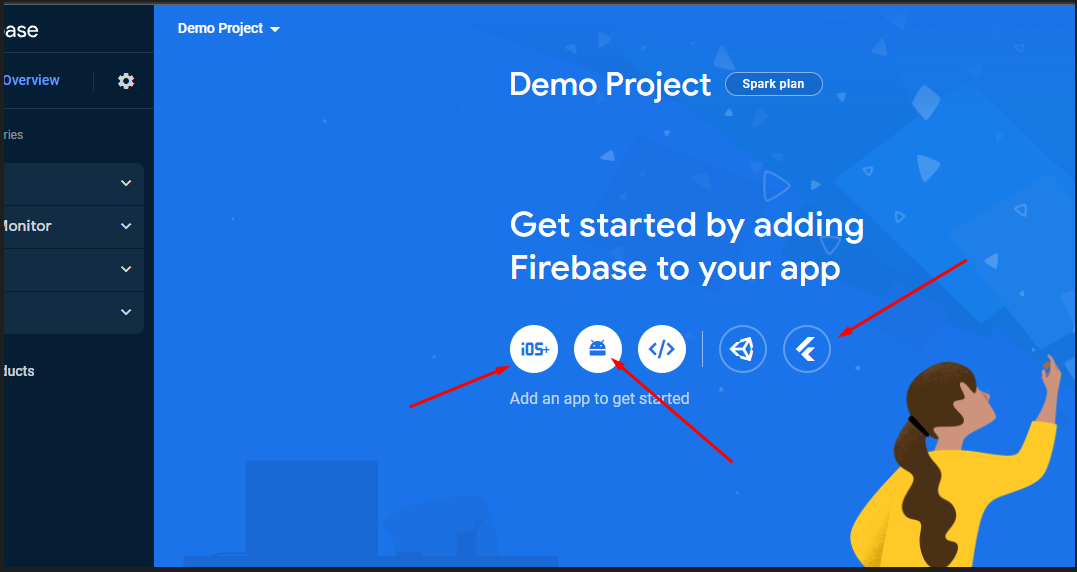 ase
Overview
ries
Monitor
ducts
Demo Project
Demo Project
Spark plan
Get started by adding
Firebase to your app
iOS+
</>
Add an app to get started